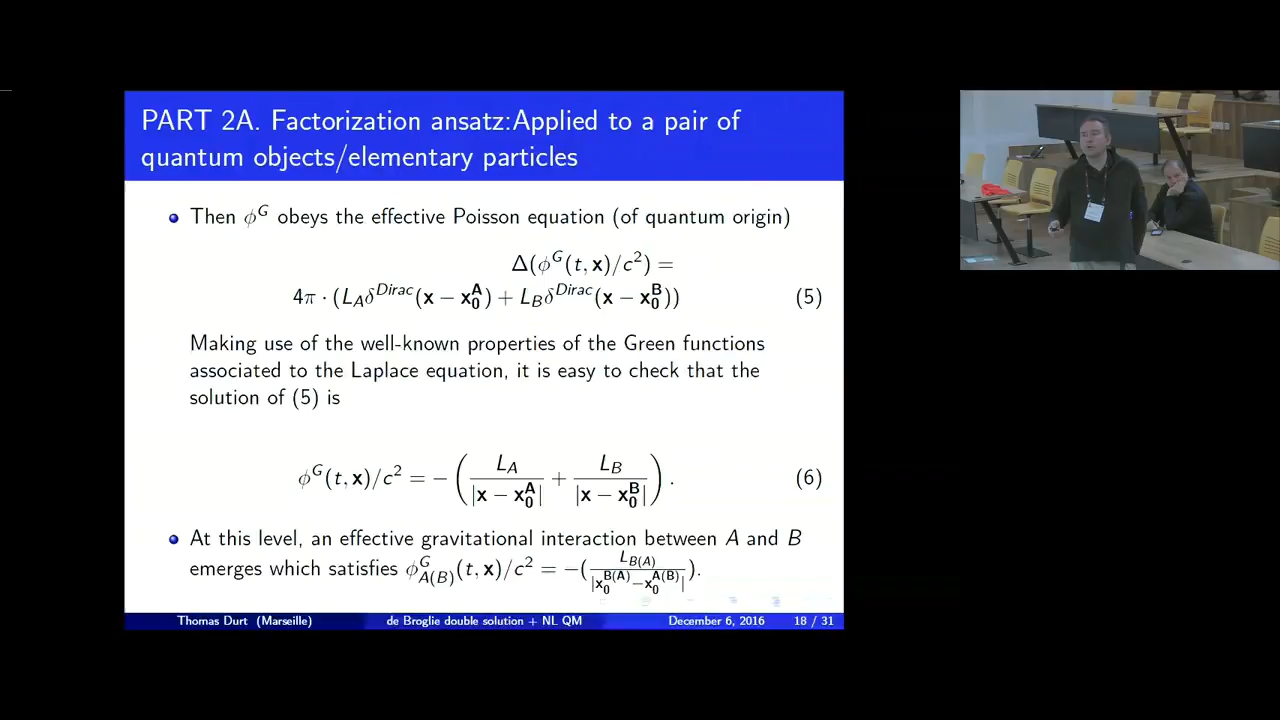 PART 2A. Factorization ansatz:Applied to a pair of
quantum objects/elementary particles
Then ϕ^G obeys the effective Poisson equation (of quantum origin)
Δ(ϕ^G(t, x)/c²) =
4π · (L_A δ^Dirac(x − x_0^A) + L_B δ^Dirac(x − x_0^B)) (5)
Making use of the well-known properties of the Green functions
associated to the Laplace equation, it is easy to check that the
solution of (5) is
ϕ^G(t, x)/c² = − ( L_A / |x − x_0^A| + L_B / |x − x_0^B| ) . (6)
At this level, an effective gravitational interaction between A and B
emerges which satisfies ϕ^G_A(B)(t, x)/c² = −( L_B(A) / |x_0^B(A) − x_0^A(B)| ).
Thomas Durt (Marseille) de Broglie double solution + NL QM December 6, 2016 18 / 31